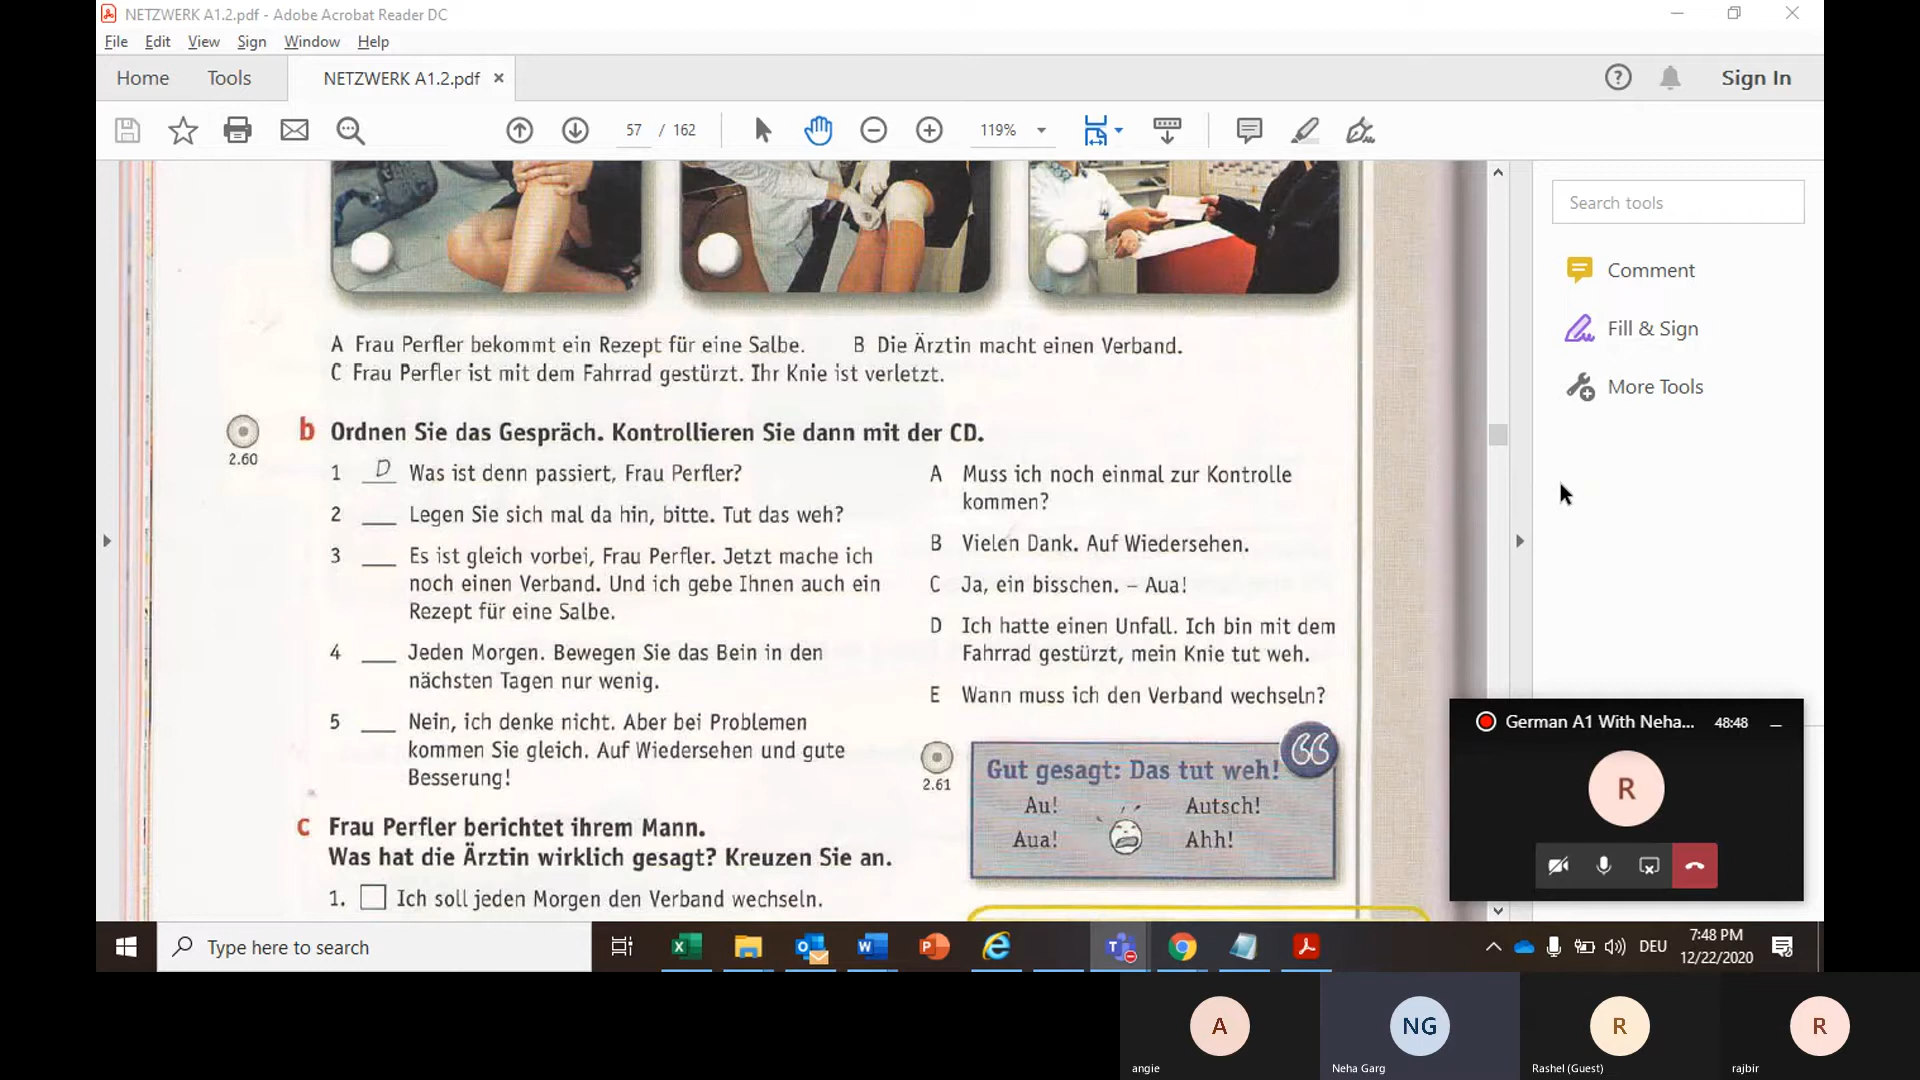 NETZWERK A1.2.pdf - Adobe Acrobat Reader DC
File Edit View Sign Window Help
Home Tools NETZWERK A1.2.pdf × Sign In
57 / 162 119%
Search tools
Comment
Fill & Sign
More Tools
A Frau Perfler bekommt ein Rezept für eine Salbe. B Die Ärztin macht einen Verband.
C Frau Perfler ist mit dem Fahrrad gestürzt. Ihr Knie ist verletzt.
2.60
b Ordnen Sie das Gespräch. Kontrollieren Sie dann mit der CD.
1 D Was ist denn passiert, Frau Perfler?
2 ___ Legen Sie sich mal da hin, bitte. Tut das weh?
3 ___ Es ist gleich vorbei, Frau Perfler. Jetzt mache ich
noch einen Verband. Und ich gebe Ihnen auch ein
Rezept für eine Salbe.
4 ___ Jeden Morgen. Bewegen Sie das Bein in den
nächsten Tagen nur wenig.
5 ___ Nein, ich denke nicht. Aber bei Problemen
kommen Sie gleich. Auf Wiedersehen und gute
Besserung!
A Muss ich noch einmal zur Kontrolle
kommen?
B Vielen Dank. Auf Wiedersehen.
C Ja, ein bisschen. – Aua!
D Ich hatte einen Unfall. Ich bin mit dem
Fahrrad gestürzt, mein Knie tut weh.
E Wann muss ich den Verband wechseln?
2.61
Gut gesagt: Das tut weh!
Au! Autsch!
Aua! Ahh!
c Frau Perfler berichtet ihrem Mann.
Was hat die Ärztin wirklich gesagt? Kreuzen Sie an.
1. Ich soll jeden Morgen den Verband wechseln.
German A1 With Neha... 48:48
R
Type here to search
DEU
7:48 PM
12/22/2020
A NG R R
angie Neha Garg Rashel (Guest) rajbir